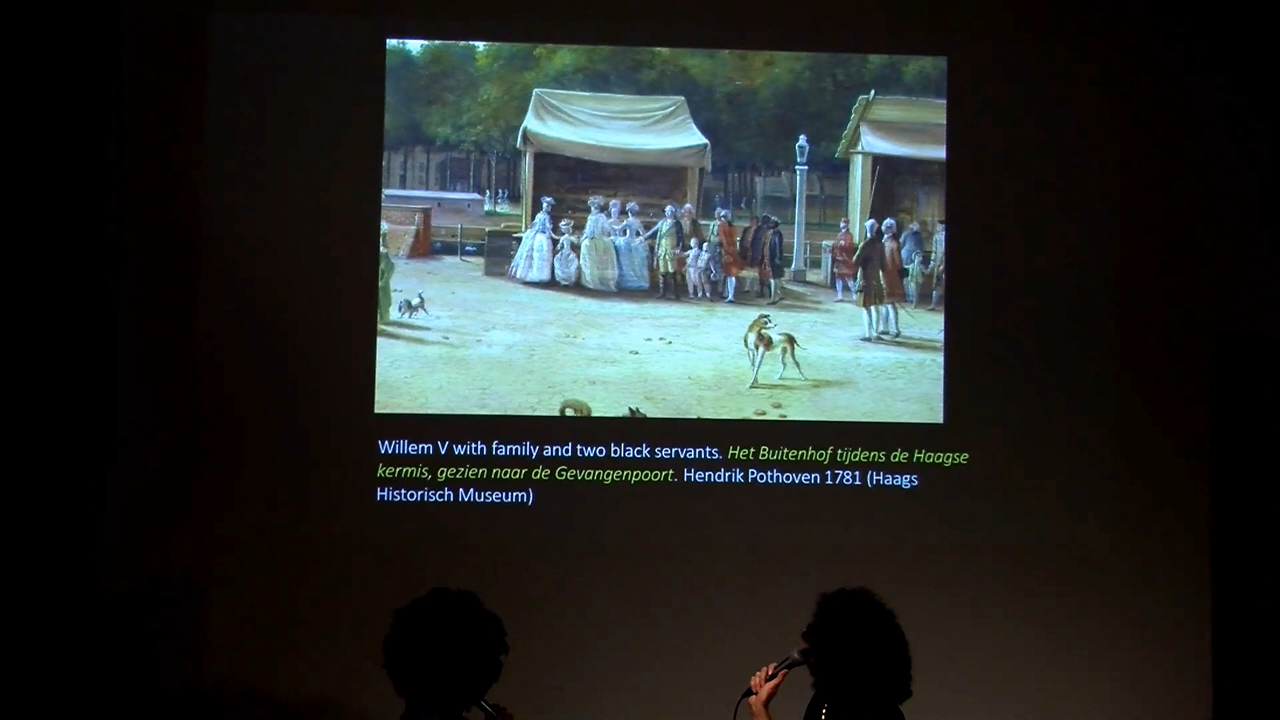 Willem V with family and two black servants. Het Buitenhof tijdens de Haagse
kermis, gezien naar de Gevangenpoort. Hendrik Pothoven 1781 (Haags
Historisch Museum)